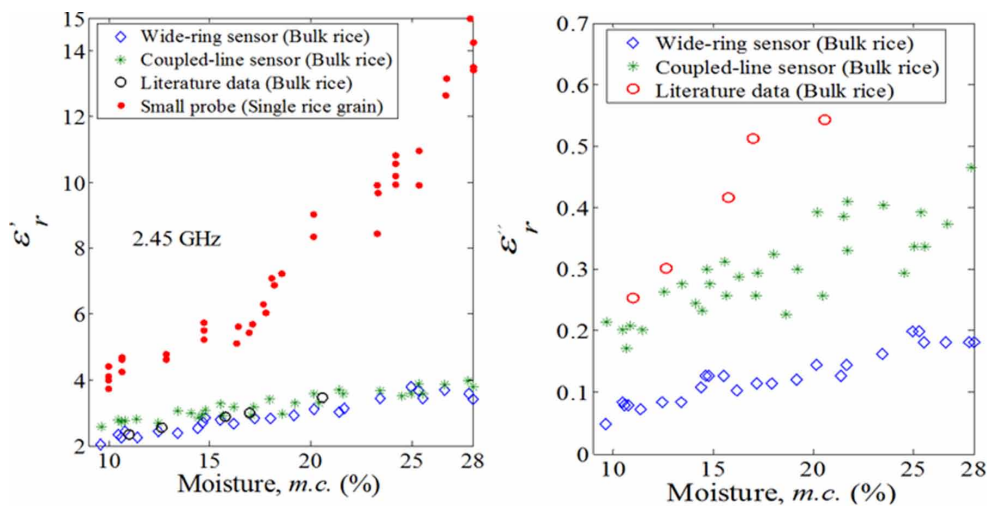 15
14
12
10
8
6
4
2
ε'r
Wide-ring sensor (Bulk rice)
Coupled-line sensor (Bulk rice)
Literature data (Bulk rice)
Small probe (Single rice grain)
2.45 GHz
10 15 20 25 28
Moisture, m.c. (%)
0.7
0.6
0.5
0.4
0.3
0.2
0.1
0
ε''r
Wide-ring sensor (Bulk rice)
Coupled-line sensor (Bulk rice)
Literature data (Bulk rice)
10 15 20 25 28
Moisture, m.c. (%)